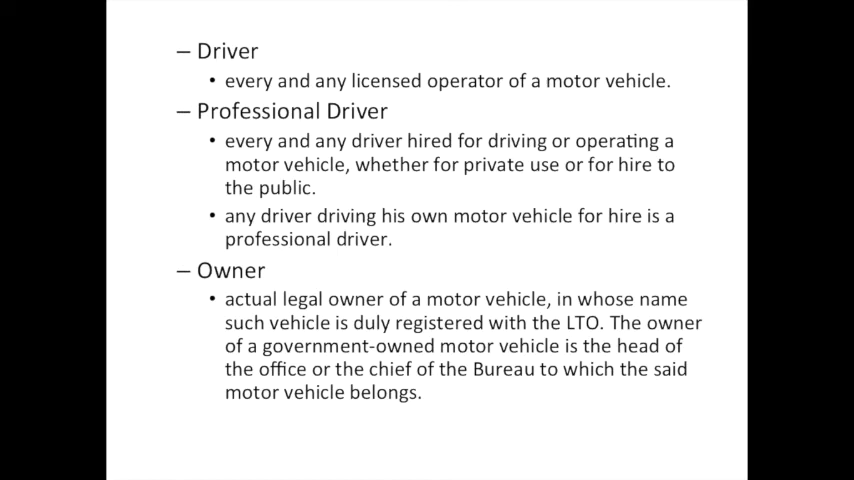 – Driver
• every and any licensed operator of a motor vehicle.
– Professional Driver
• every and any driver hired for driving or operating a
motor vehicle, whether for private use or for hire to
the public.
• any driver driving his own motor vehicle for hire is a
professional driver.
– Owner
• actual legal owner of a motor vehicle, in whose name
such vehicle is duly registered with the LTO. The owner
of a government-owned motor vehicle is the head of
the office or the chief of the Bureau to which the said
motor vehicle belongs.